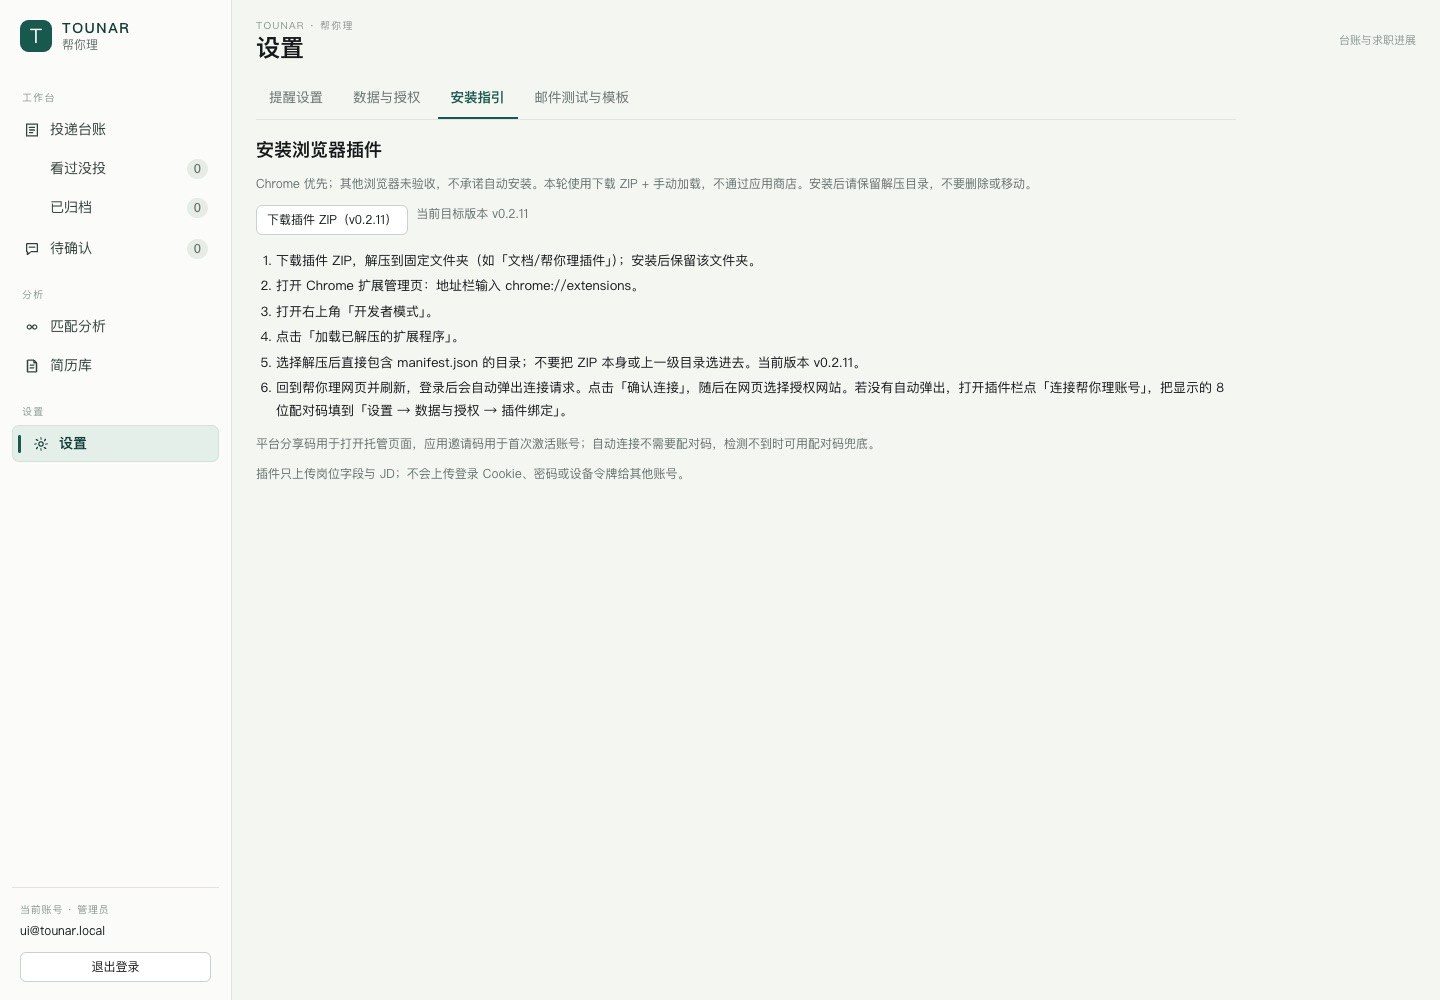 T
TOUNAR
帮你理
工作台
投递台账
看过没投 0
已归档 0
待确认 0
分析
匹配分析
简历库
设置
设置
当前账号 · 管理员
ui@tounar.local
退出登录
TOUNAR · 帮你理
设置
台账与求职进展
提醒设置 数据与授权 安装指引 邮件测试与模板
安装浏览器插件
Chrome 优先；其他浏览器未验收，不承诺自动安装。本轮使用下载 ZIP + 手动加载，不通过应用商店。安装后请保留解压目录，不要删除或移动。
下载插件 ZIP（v0.2.11） 当前目标版本 v0.2.11
1. 下载插件 ZIP，解压到固定文件夹（如「文档/帮你理插件」）；安装后保留该文件夹。
2. 打开 Chrome 扩展管理页：地址栏输入 chrome://extensions。
3. 打开右上角「开发者模式」。
4. 点击「加载已解压的扩展程序」。
5. 选择解压后直接包含 manifest.json 的目录；不要把 ZIP 本身或上一级目录选进去。当前版本 v0.2.11。
6. 回到帮你理网页并刷新，登录后会自动弹出连接请求。点击「确认连接」，随后在网页选择授权网站。若没有自动弹出，打开插件栏点「连接帮你理账号」，把显示的 8
位配对码填到「设置 → 数据与授权 → 插件绑定」。
平台分享码用于打开托管页面，应用邀请码用于首次激活账号；自动连接不需要配对码，检测不到时可用配对码兜底。
插件只上传岗位字段与 JD；不会上传登录 Cookie、密码或设备令牌给其他账号。